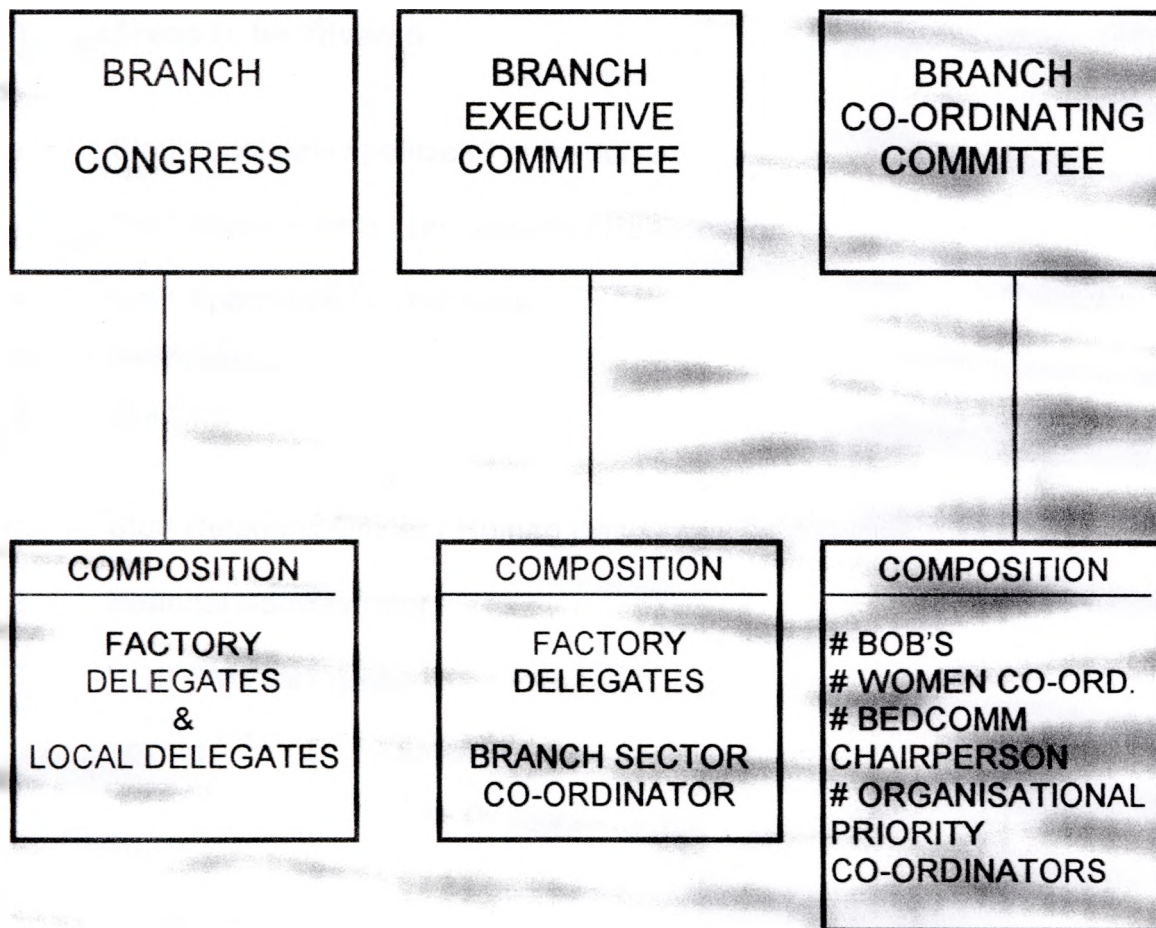 BRANCH
CONGRESS
BRANCH
EXECUTIVE
COMMITTEE
BRANCH
CO-ORDINATING
COMMITTEE
COMPOSITION
FACTORY
DELEGATES
&
LOCAL DELEGATES
COMPOSITION
FACTORY
DELEGATES
BRANCH SECTOR
CO-ORDINATOR
COMPOSITION
# BOB'S
# WOMEN CO-ORD.
# BEDCOMM
CHAIRPERSON
# ORGANISATIONAL
PRIORITY
CO-ORDINATORS